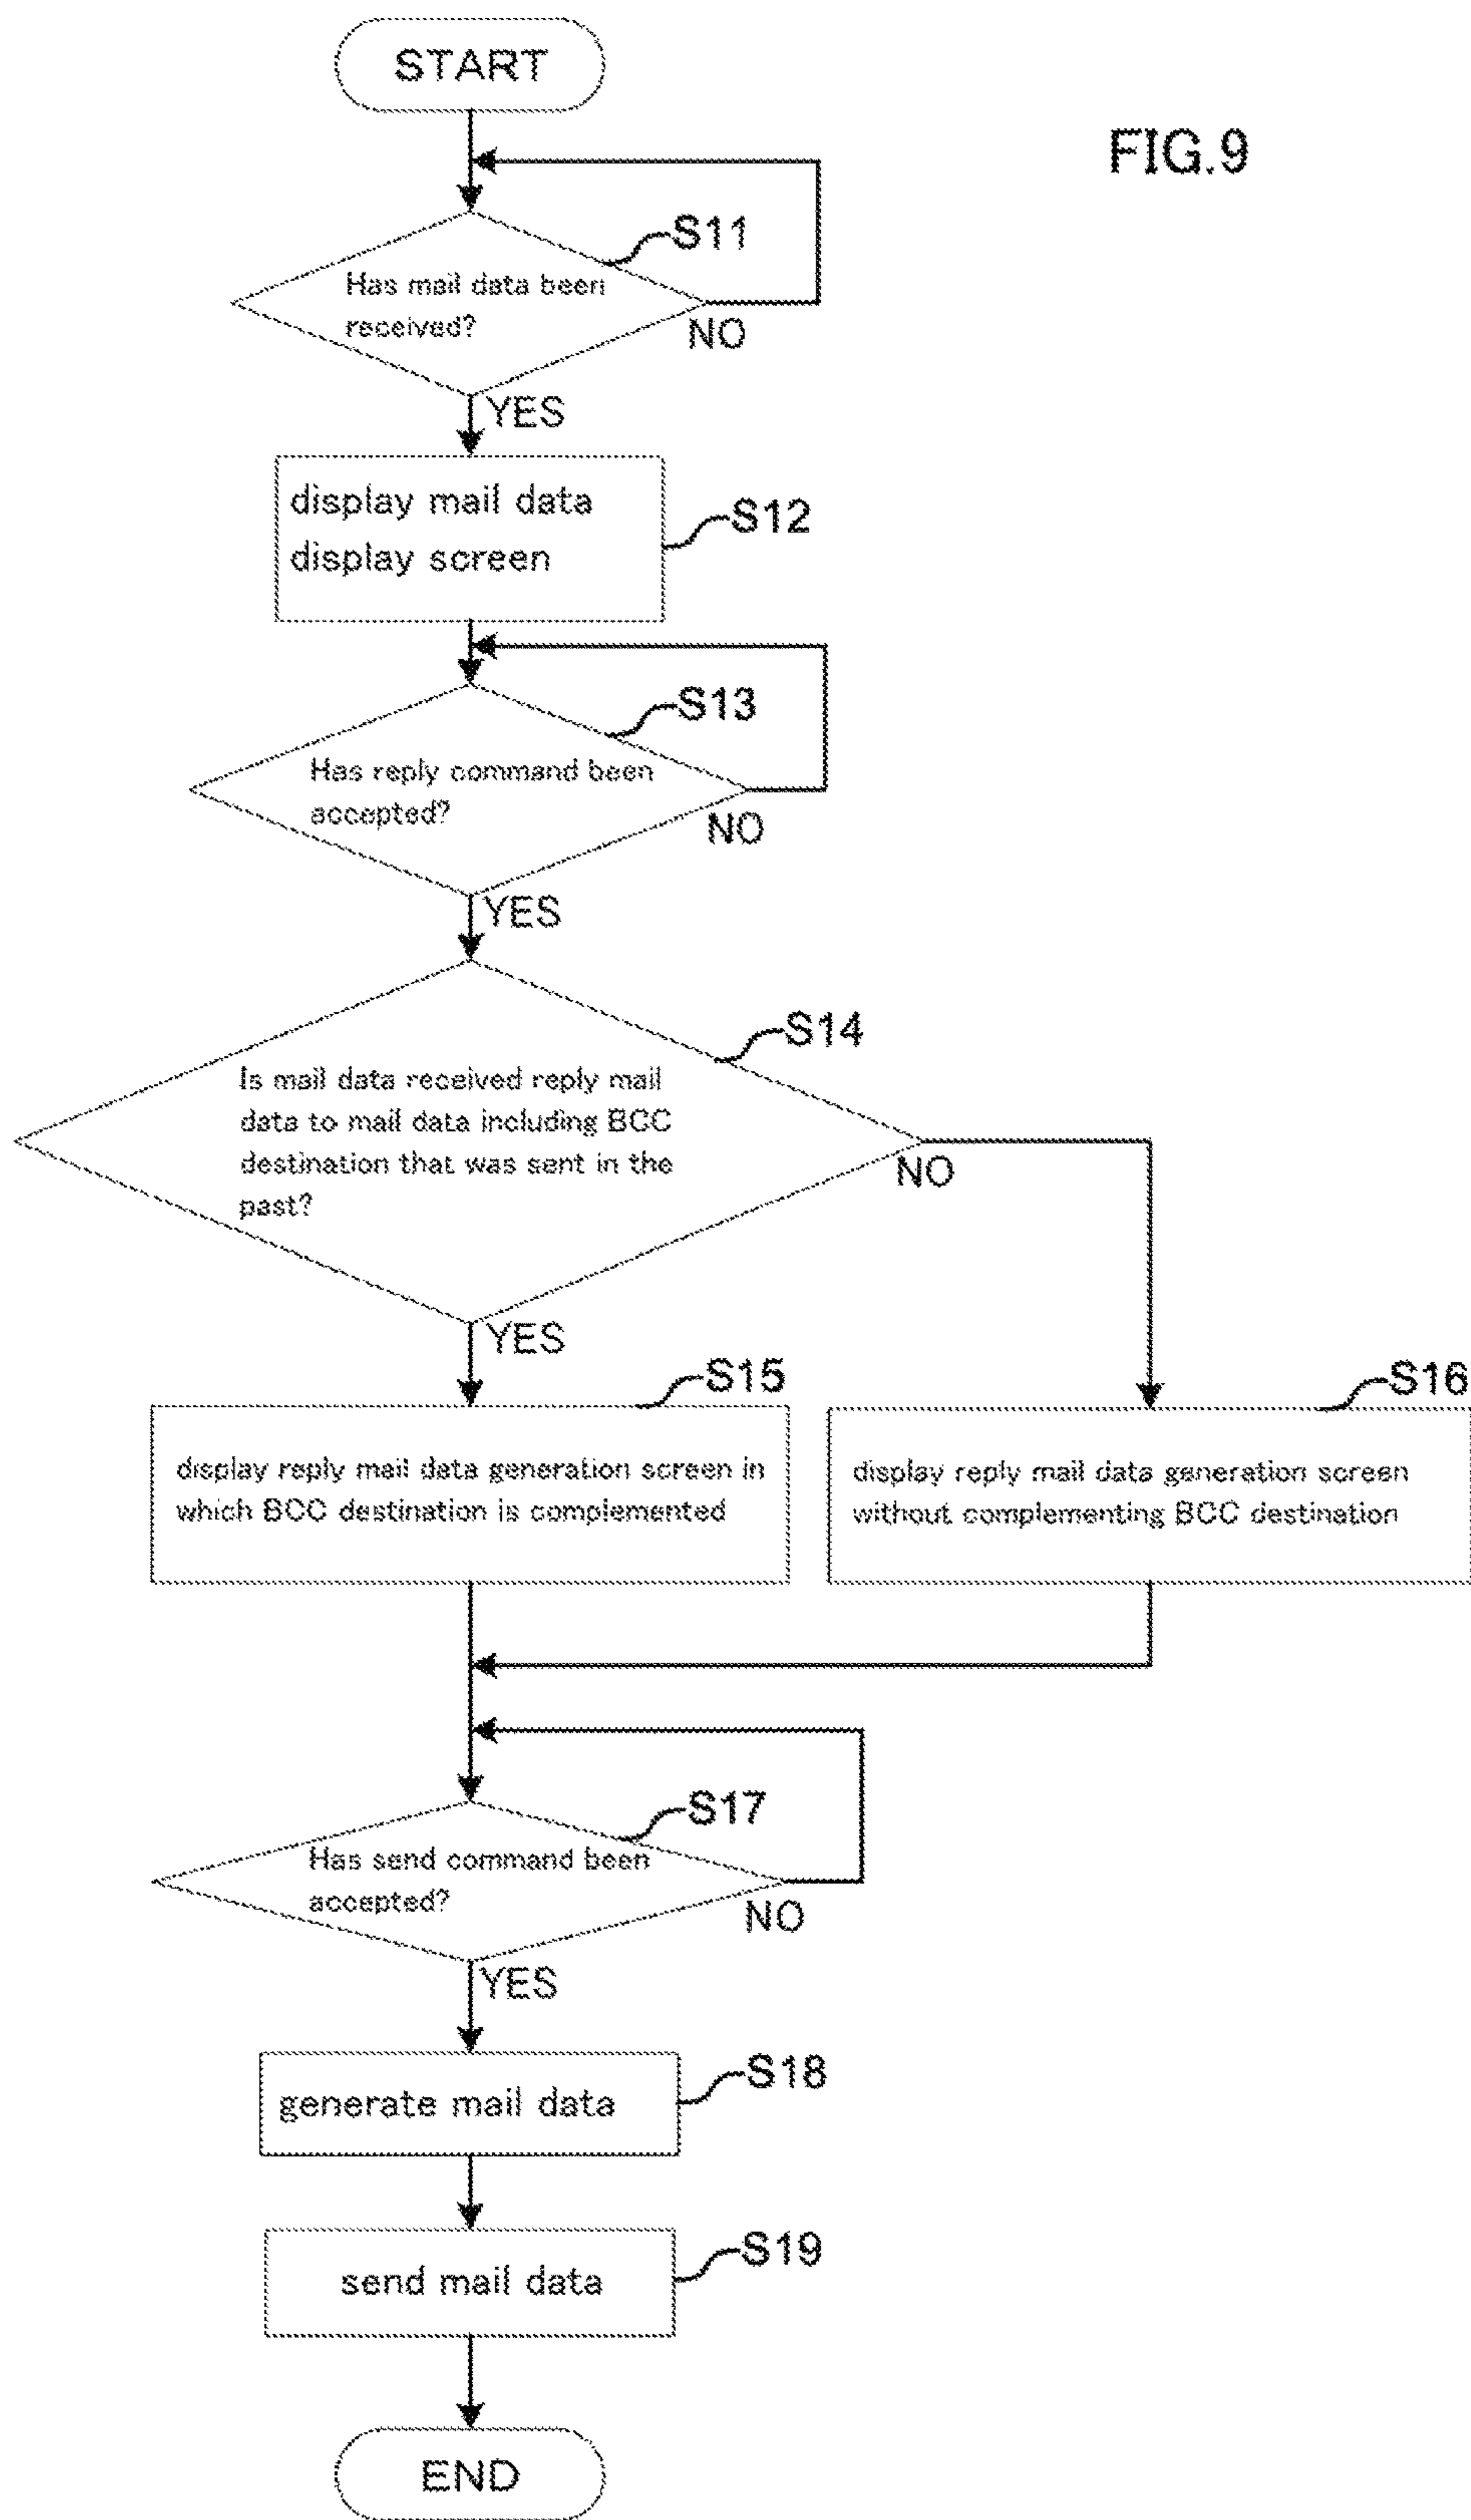 START
FIG.9
S11
Has mail data been
received?
NO
YES
display mail data
display screen
S12
S13
Has reply command been
accepted?
NO
YES
S14
Is mail data received reply mail
data to mail data including BCC
destination that was sent in the
past?
NO
YES
S15
S16
display reply mail data generation screen in
which BCC destination is complemented
display reply mail data generation screen
without complementing BCC destination
S17
Has send command been
accepted?
NO
YES
generate mail data
S18
send mail data
S19
END